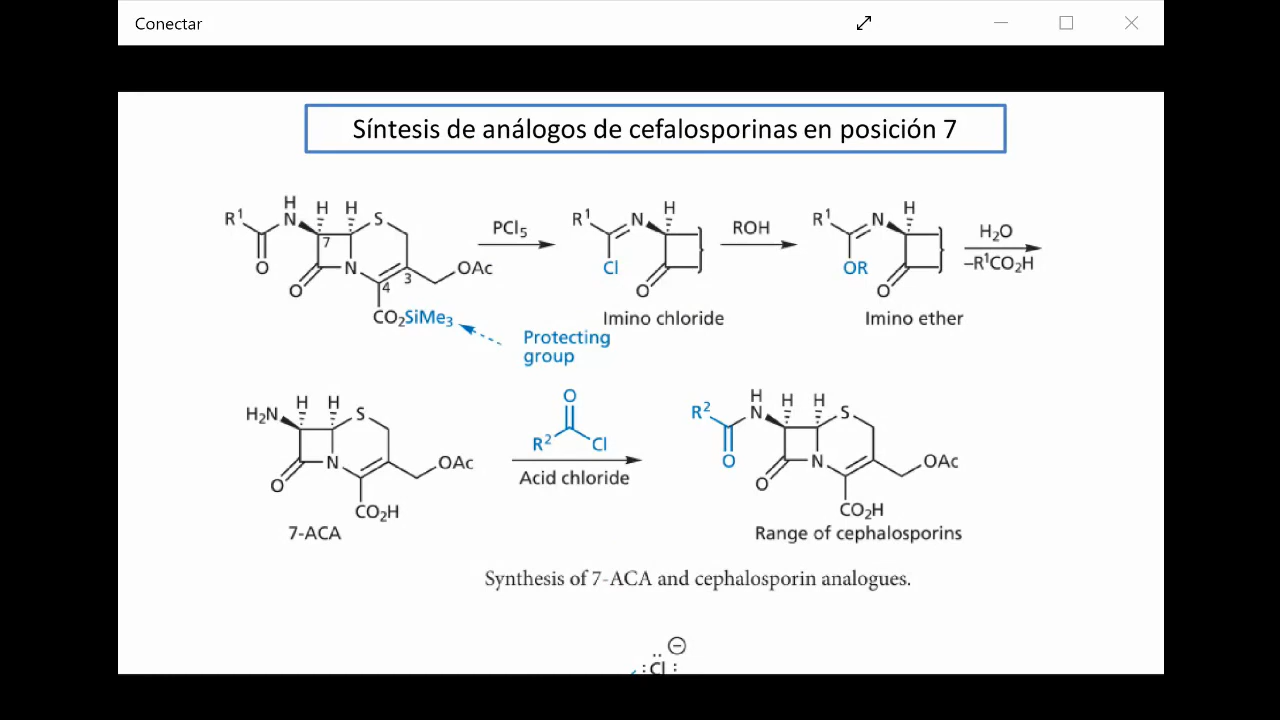 Conectar
Síntesis de análogos de cefalosporinas en posición 7
R¹ H N H H S 7 O N O 4 3 OAc CO₂SiMe₃
PCl₅
R¹ N H Cl O
ROH
R¹ N H OR O
H₂O
–R¹CO₂H
Imino chloride
Imino ether
Protecting
group
H₂N H H S N O OAc CO₂H
7-ACA
O R² Cl
Acid chloride
R² H N H H S O N O OAc CO₂H
Range of cephalosporins
Synthesis of 7-ACA and cephalosporin analogues.
:Cl: −